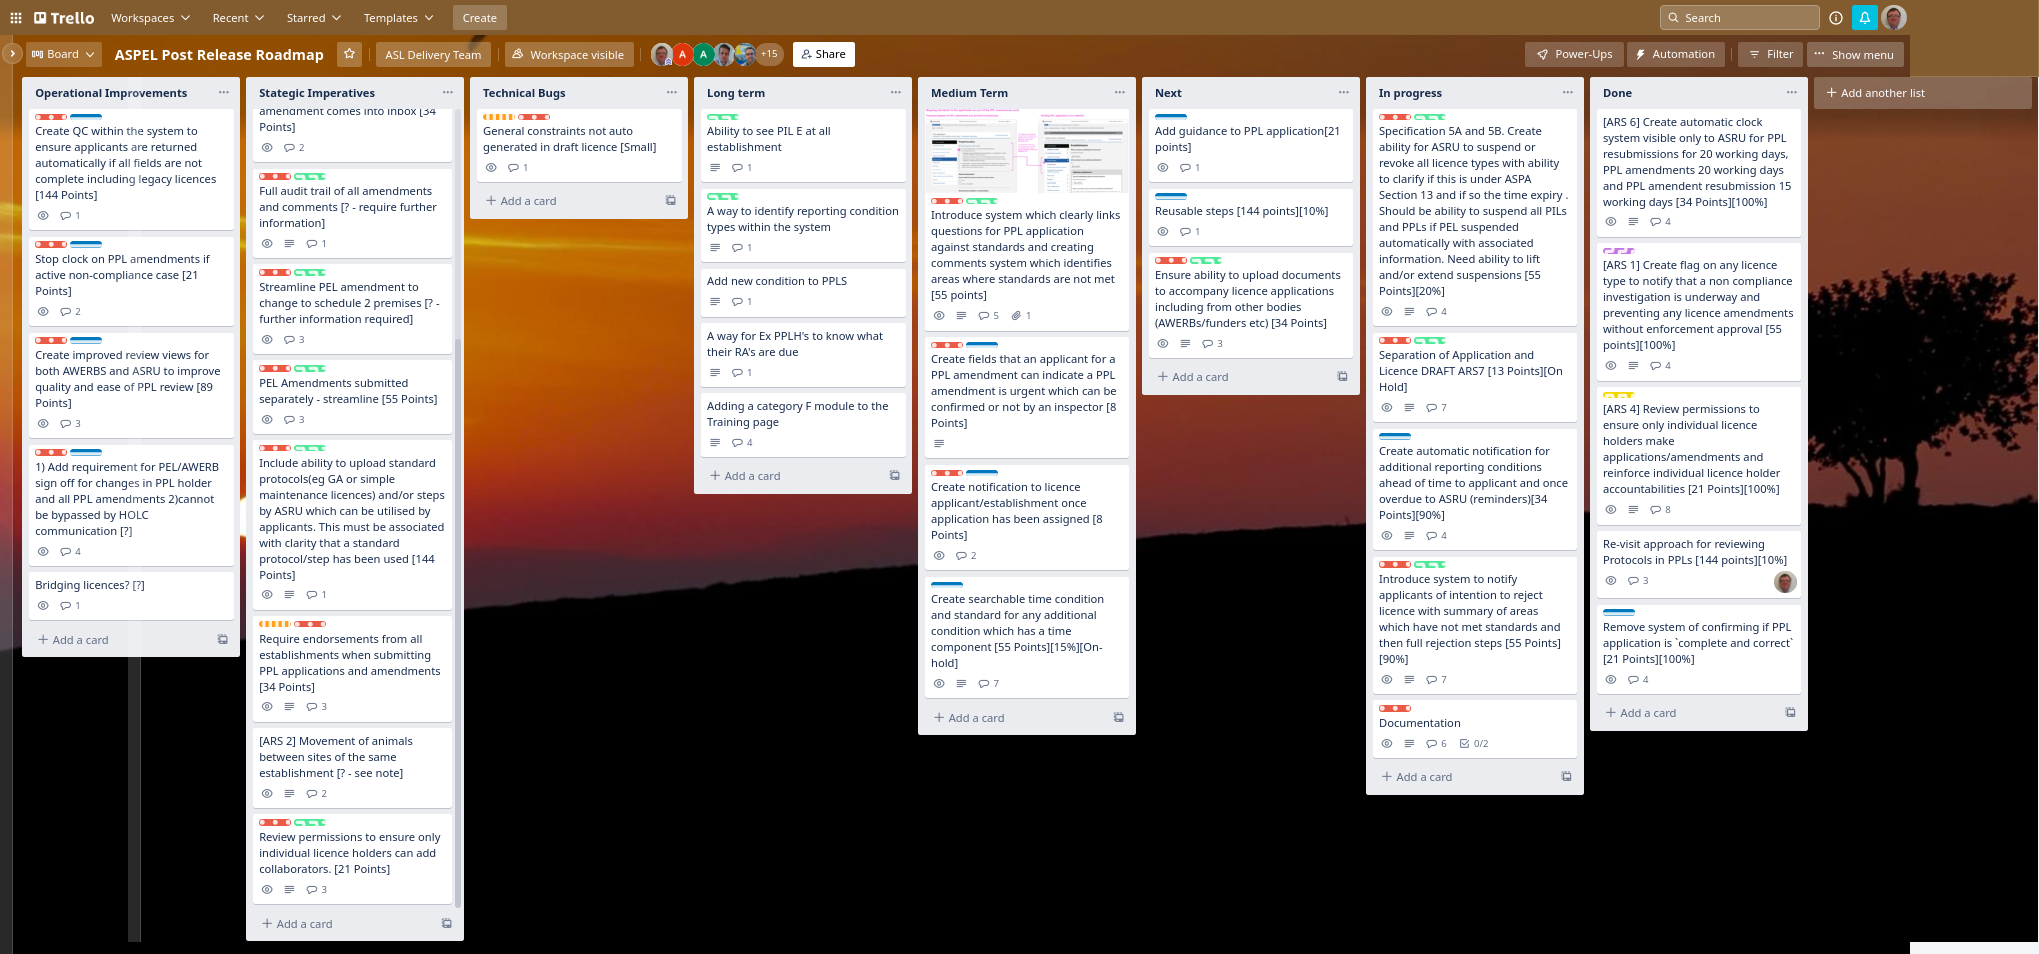 Trello
Workspaces
Recent
Starred
Templates
Create
Search
Board
ASPEL Post Release Roadmap
ASL Delivery Team
Workspace visible
A
A
+15
Share
Power-Ups
Automation
Filter
Show menu
Operational Improvements
Create QC within the system to
ensure applicants are returned
automatically if all fields are not
complete including legacy licences
[144 Points]
1
Stop clock on PPL amendments if
active non-compliance case [21
Points]
2
Create improved review views for
both AWERBS and ASRU to improve
quality and ease of PPL review [89
Points]
3
1) Add requirement for PEL/AWERB
sign off for changes in PPL holder
and all PPL amendments 2)cannot
be bypassed by HOLC
communication [?]
4
Bridging licences? [?]
1
Add a card
Stategic Imperatives
amendment comes into inbox [34
Points]
2
Full audit trail of all amendments
and comments [? - require further
information]
1
Streamline PEL amendment to
change to schedule 2 premises [? -
further information required]
3
PEL Amendments submitted
separately - streamline [55 Points]
3
Include ability to upload standard
protocols(eg GA or simple
maintenance licences) and/or steps
by ASRU which can be utilised by
applicants. This must be associated
with clarity that a standard
protocol/step has been used [144
Points]
1
Require endorsements from all
establishments when submitting
PPL applications and amendments
[34 Points]
3
[ARS 2] Movement of animals
between sites of the same
establishment [? - see note]
2
Review permissions to ensure only
individual licence holders can add
collaborators. [21 Points]
3
Add a card
Technical Bugs
General constraints not auto
generated in draft licence [Small]
1
Add a card
Long term
Ability to see PIL E at all
establishment
1
A way to identify reporting condition
types within the system
1
Add new condition to PPLS
1
A way for Ex PPLH's to know what
their RA's are due
1
Adding a category F module to the
Training page
4
Add a card
Medium Term
Introduce system which clearly links
questions for PPL application
against standards and creating
comments system which identifies
areas where standards are not met
[55 points]
5
1
Create fields that an applicant for a
PPL amendment can indicate a PPL
amendment is urgent which can be
confirmed or not by an inspector [8
Points]
Create notification to licence
applicant/establishment once
application has been assigned [8
Points]
2
Create searchable time condition
and standard for any additional
condition which has a time
component [55 Points][15%][On-
hold]
7
Add a card
Next
Add guidance to PPL application[21
points]
1
Reusable steps [144 points][10%]
1
Ensure ability to upload documents
to accompany licence applications
including from other bodies
(AWERBs/funders etc) [34 Points]
3
Add a card
In progress
Specification 5A and 5B. Create
ability for ASRU to suspend or
revoke all licence types with ability
to clarify if this is under ASPA
Section 13 and if so the time expiry .
Should be ability to suspend all PILs
and PPLs if PEL suspended
automatically with associated
information. Need ability to lift
and/or extend suspensions [55
Points][20%]
4
Separation of Application and
Licence DRAFT ARS7 [13 Points][On
Hold]
7
Create automatic notification for
additional reporting conditions
ahead of time to applicant and once
overdue to ASRU (reminders)[34
Points][90%]
4
Introduce system to notify
applicants of intention to reject
licence with summary of areas
which have not met standards and
then full rejection steps [55 Points]
[90%]
7
Documentation
6
0/2
Add a card
Done
[ARS 6] Create automatic clock
system visible only to ASRU for PPL
resubmissions for 20 working days,
PPL amendments 20 working days
and PPL amendent resubmission 15
working days [34 Points][100%]
4
[ARS 1] Create flag on any licence
type to notify that a non compliance
investigation is underway and
preventing any licence amendments
without enforcement approval [55
points][100%]
4
[ARS 4] Review permissions to
ensure only individual licence
holders make
applications/amendments and
reinforce individual licence holder
accountabilities [21 Points][100%]
8
Re-visit approach for reviewing
Protocols in PPLs [144 points][10%]
3
Remove system of confirming if PPL
application is `complete and correct`
[21 Points][100%]
4
Add a card
Add another list